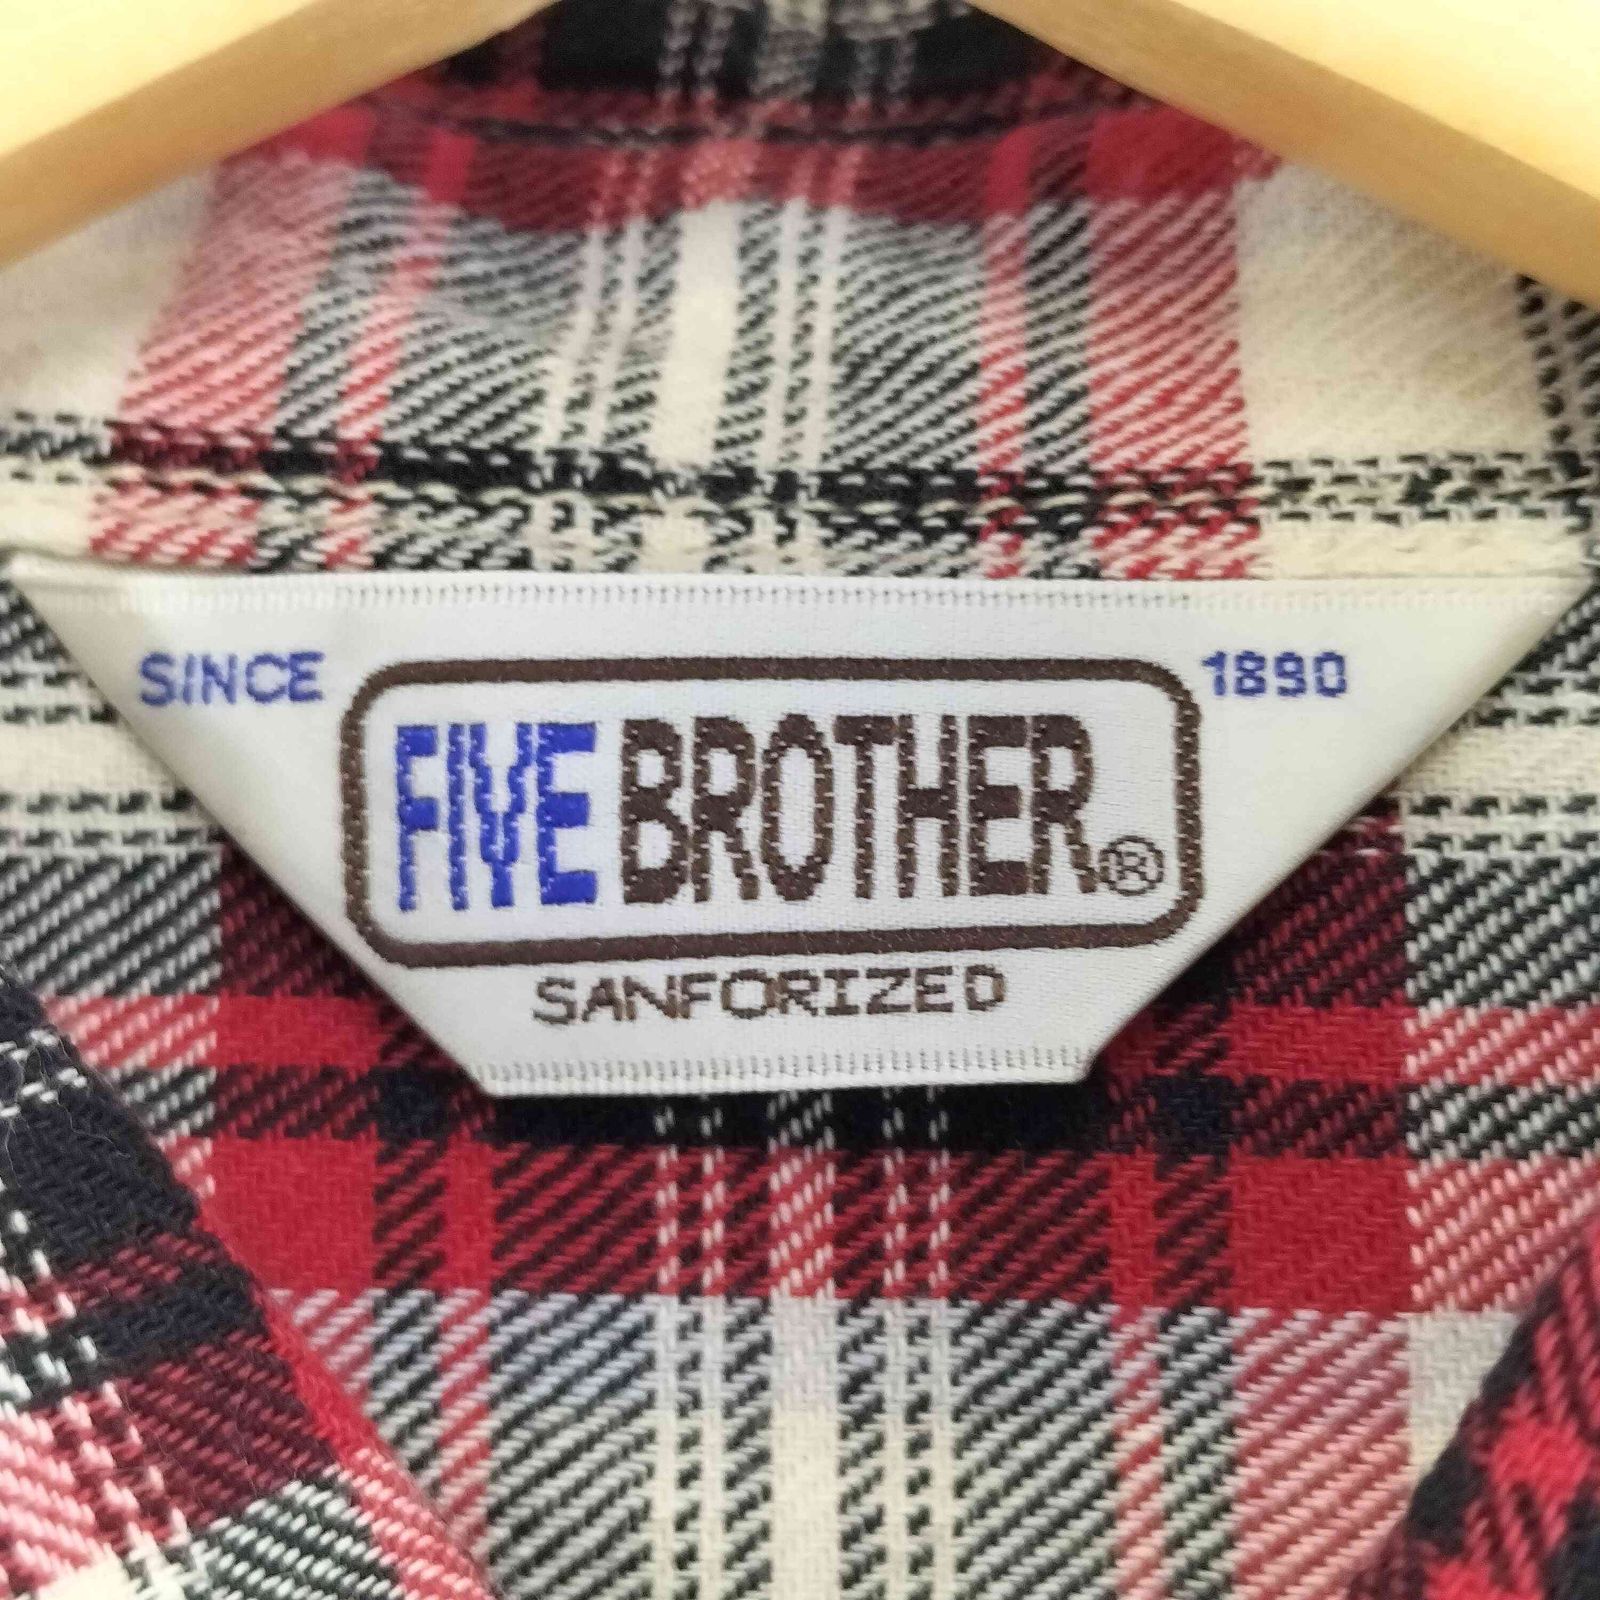 SINCE 1890
FIVE BROTHER®
SANFORIZED